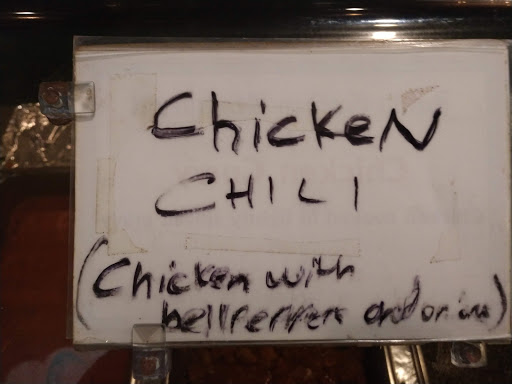 Chicken
CHILI
(Chicken with
bellpeppers and onions)